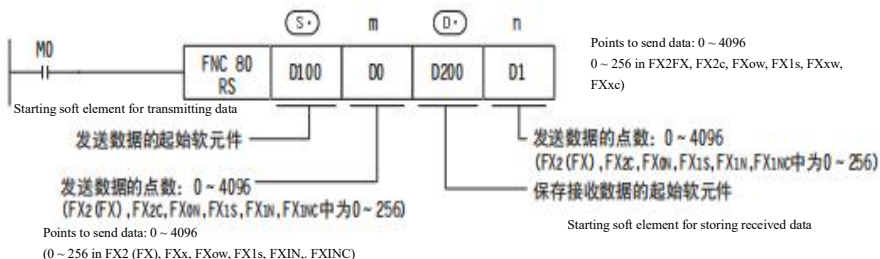 S· m D· n
M0
FNC 80
RS
D100 D0 D200 D1
Points to send data: 0 ~ 4096
0 ~ 256 in FX2FX, FX2c, FXow, FX1s, FXxw,
FXxc)
Starting soft element for transmitting data
发送数据的起始软元件
发送数据的点数: 0 ~ 4096
(FX2(FX),FX2C,FX0N,FX1S,FX1N,FX1NC中为0 ~ 256)
发送数据的点数: 0 ~ 4096
(FX2(FX),FX2C,FX0N,FX1S,FX1N,FX1NC中为0 ~ 256)
保存接收数据的起始软元件
Points to send data: 0 ~ 4096
(0 ~ 256 in FX2 (FX), FXx, FXow, FX1s, FXIN,. FXINC)
Starting soft element for storing received data